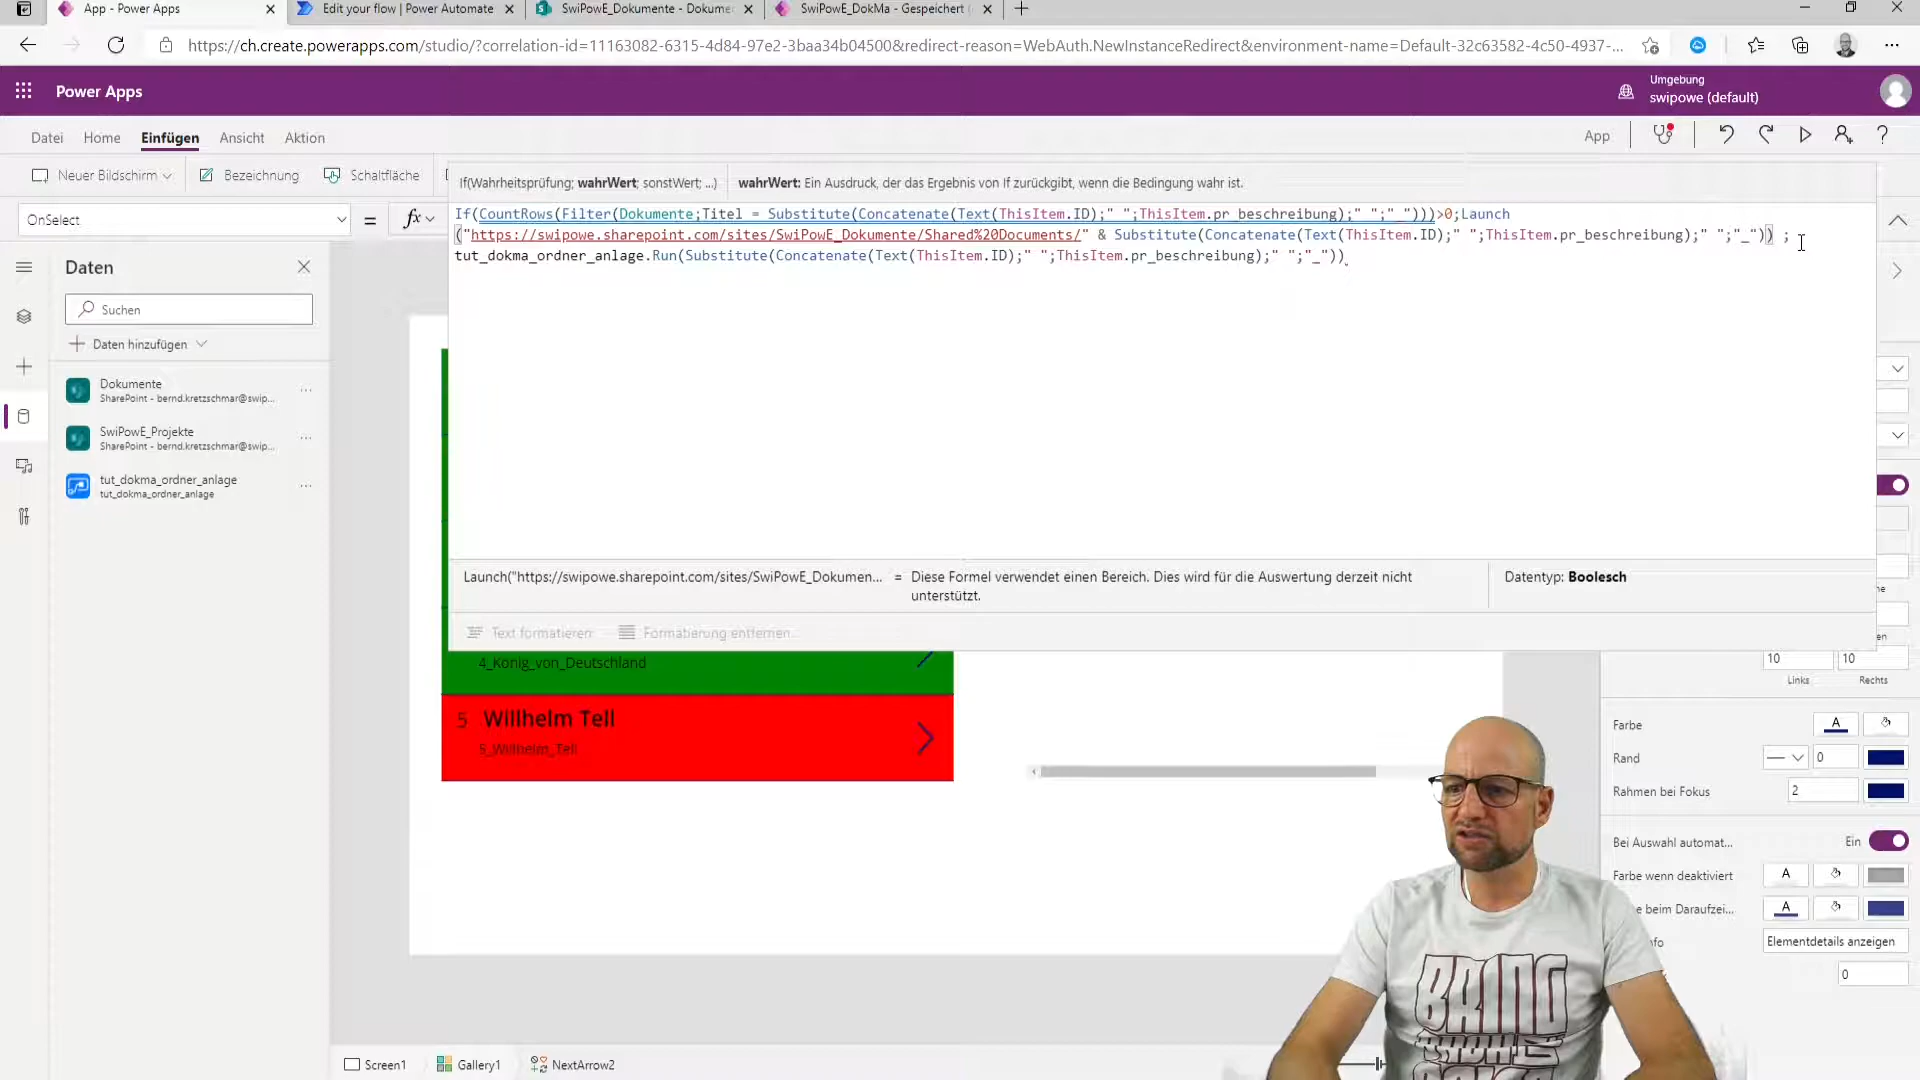 App - Power Apps
Edit your flow | Power Automate
SwiPowE_Dokumente - Dokume
SwiPowE_DokMa - Gespeichert
https://ch.create.powerapps.com/studio/?correlation-id=11163082-6315-4d84-97e2-3baa34b04500&redirect-reason=WebAuth.NewInstanceRedirect&environment-name=Default-32c63582-4c50-4937-...
Power Apps
Umgebung
swipowe (default)
Datei Home Einfügen Ansicht Aktion
App
Neuer Bildschirm
Bezeichnung
Schaltfläche
If(Wahrheitsprüfung; wahrWert; sonstWert; ...)
wahrWert: Ein Ausdruck, der das Ergebnis von If zurückgibt, wenn die Bedingung wahr ist.
OnSelect
=
fx
If(CountRows(Filter(Dokumente;Titel = Substitute(Concatenate(Text(ThisItem.ID);" ";ThisItem.pr_beschreibung);" ";"_")))>0;Launch
("https://swipowe.sharepoint.com/sites/SwiPowE_Dokumente/Shared%20Documents/" & Substitute(Concatenate(Text(ThisItem.ID);" ";ThisItem.pr_beschreibung);" ";"_")) ;
tut_dokma_ordner_anlage.Run(Substitute(Concatenate(Text(ThisItem.ID);" ";ThisItem.pr_beschreibung);" ";"_"))
Daten
Suchen
Daten hinzufügen
Dokumente
SharePoint - bernd.kretzschmar@swip...
SwiPowE_Projekte
SharePoint - bernd.kretzschmar@swip...
tut_dokma_ordner_anlage
tut_dokma_ordner_anlage
Launch("https://swipowe.sharepoint.com/sites/SwiPowE_Dokumen...
= Diese Formel verwendet einen Bereich. Dies wird für die Auswertung derzeit nicht
unterstützt.
Datentyp: Boolesch
Text formatieren
Formatierung entfernen
4_König_von_Deutschland
5 Willhelm Tell
5_Willhelm_Tell
10
10
Links
Rechts
Farbe
A
Rand
0
Rahmen bei Fokus
2
Bei Auswahl automat...
Ein
Farbe wenn deaktiviert
A
e beim Daraufzei...
A
Elementdetails anzeigen
0
BRING
Screen1
Gallery1
NextArrow2